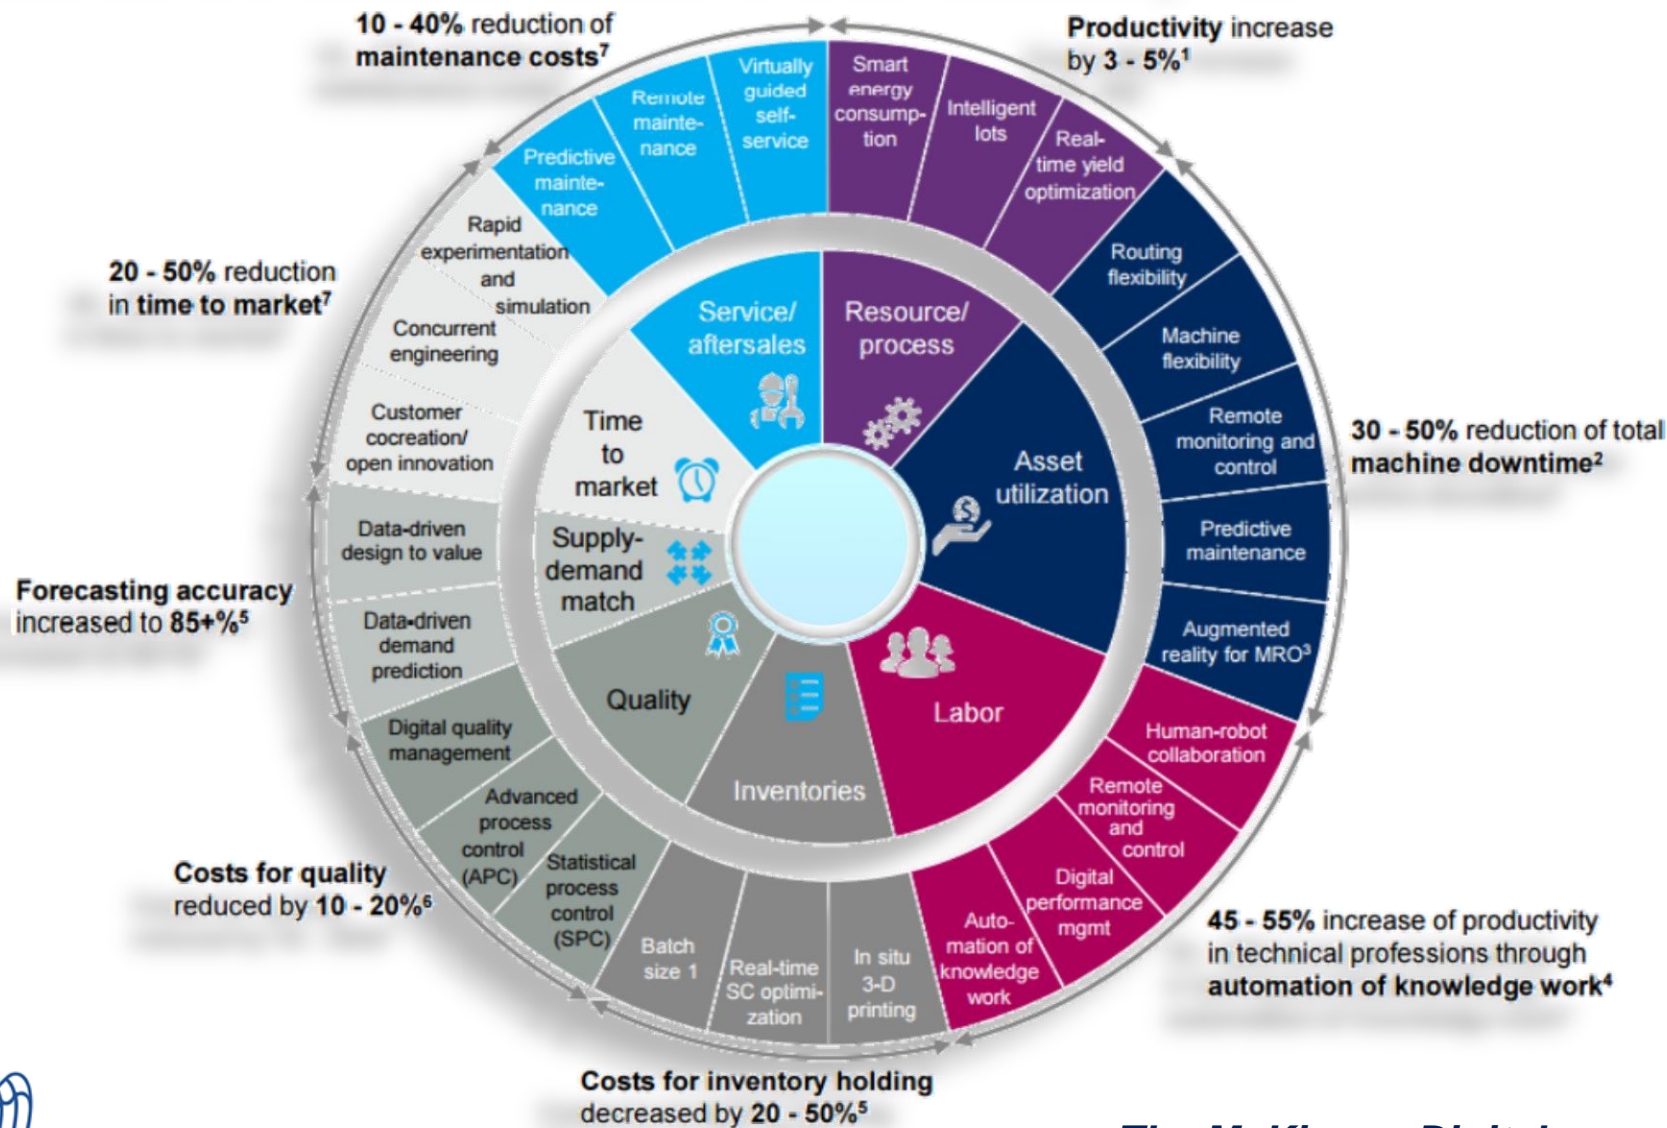 10 - 40% reduction of
maintenance costs⁷
Productivity increase
by 3 - 5%¹
20 - 50% reduction
in time to market⁷
30 - 50% reduction of total
machine downtime²
Forecasting accuracy
increased to 85+%⁵
Costs for quality
reduced by 10 - 20%⁶
45 - 55% increase of productivity
in technical professions through
automation of knowledge work⁴
Costs for inventory holding
decreased by 20 - 50%⁵
Smart
energy
consump-
tion
Intelligent
lots
Real-
time yield
optimization
Routing
flexibility
Machine
flexibility
Remote
monitoring and
control
Predictive
maintenance
Augmented
reality for MRO³
Human-robot
collaboration
Remote
monitoring
and
control
Digital
performance
mgmt
Auto-
mation of
knowledge
work
In situ
3-D
printing
Real-time
SC optimi-
zation
Batch
size 1
Statistical
process
control
(SPC)
Advanced
process
control
(APC)
Digital quality
management
Data-driven
demand
prediction
Data-driven
design to value
Customer
cocreation/
open innovation
Concurrent
engineering
Rapid
experimentation
and
simulation
Predictive
mainte-
nance
Remote
mainte-
nance
Virtually
guided
self-
service
Service/
aftersales
Resource/
process
Asset
utilization
Labor
Inventories
Quality
Supply-
demand
match
Time
to
market
The McKinsey Digital